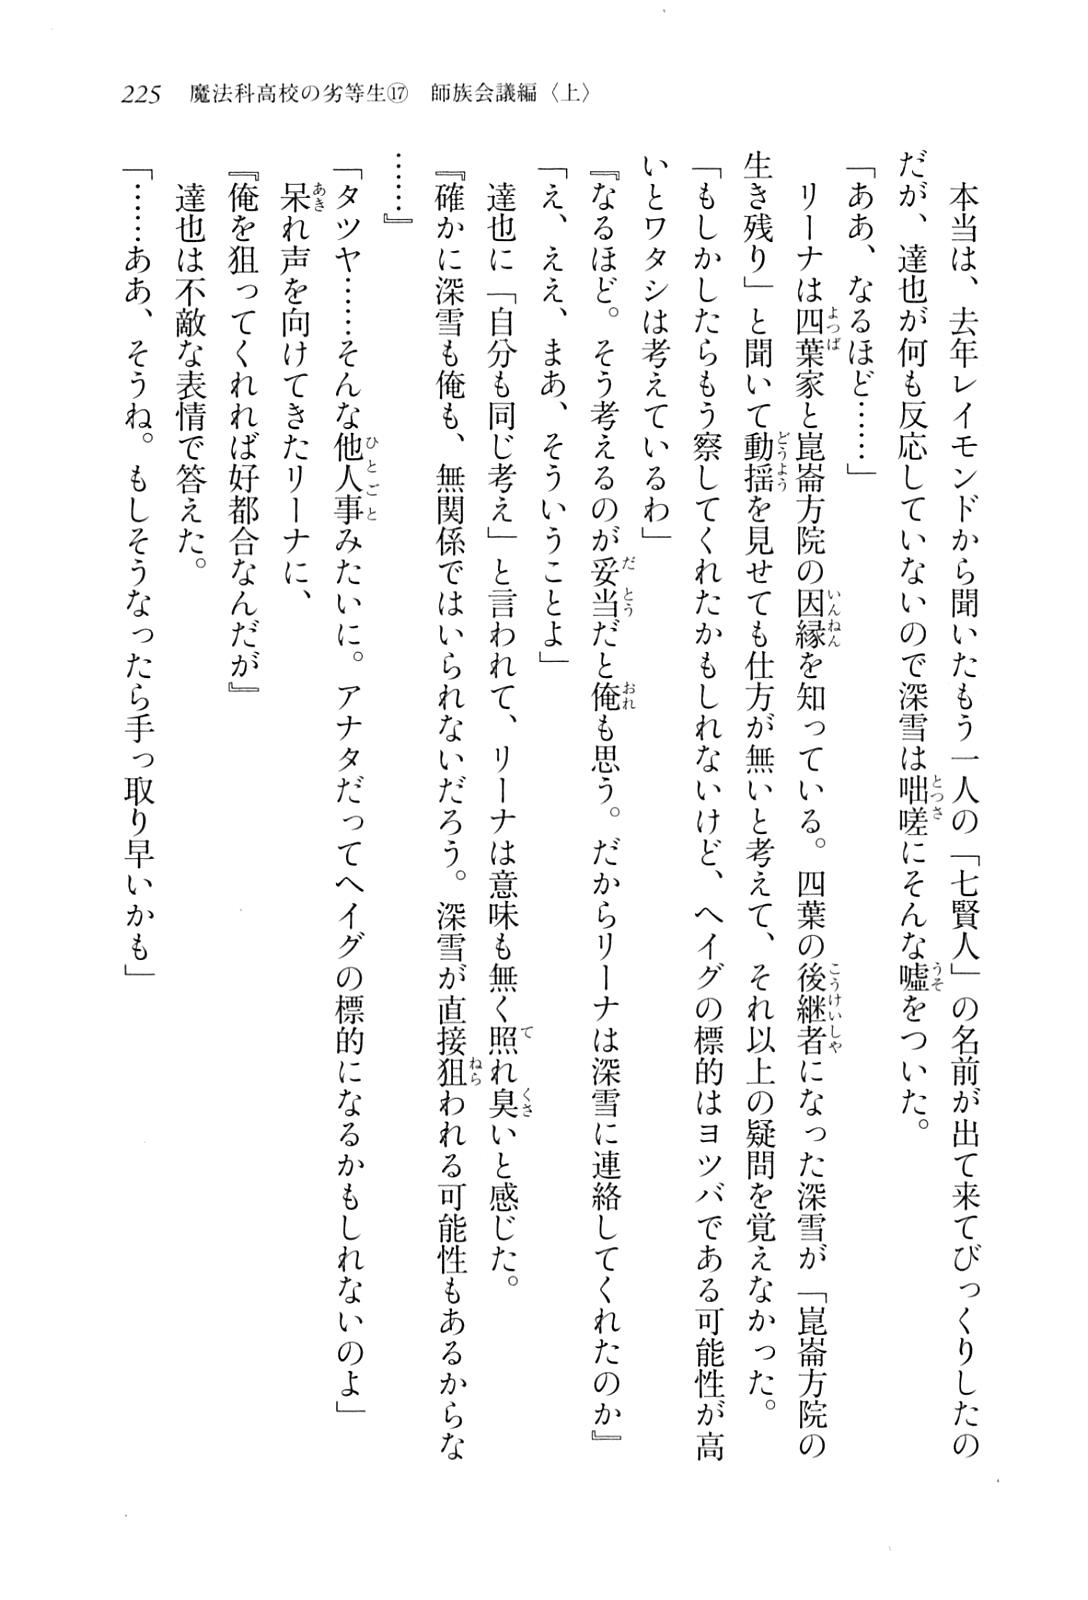 225　魔法科高校の劣等生⑰　師族会議編〈上〉
　本当は、去年レイモンドから聞いたもう一人の「七賢人」の名前が出て来てびっくりしたの
だが、達也が何も反応していないので深雪は咄嗟にそんな嘘をついた。
「ああ、なるほど……」
　リーナは四葉家と崑崙方院の因縁を知っている。四葉の後継者になった深雪が「崑崙方院の
生き残り」と聞いて動揺を見せても仕方が無いと考えて、それ以上の疑問を覚えなかった。
「もしかしたらもう察してくれたかもしれないけど、ヘイグの標的はヨツバである可能性が高
いとワタシは考えているわ」
『なるほど。そう考えるのが妥当だと俺も思う。だからリーナは深雪に連絡してくれたのか』
「え、ええ、まあ、そういうことよ」
　達也に「自分も同じ考え」と言われて、リーナは意味も無く照れ臭いと感じた。
『確かに深雪も俺も、無関係ではいられないだろう。深雪が直接狙われる可能性もあるからな
……』
「タツヤ……そんな他人事みたいに。アナタだってヘイグの標的になるかもしれないのよ」
　呆れ声を向けてきたリーナに、
『俺を狙ってくれれば好都合なんだが』
　達也は不敵な表情で答えた。
「……ああ、そうね。もしそうなったら手っ取り早いかも」